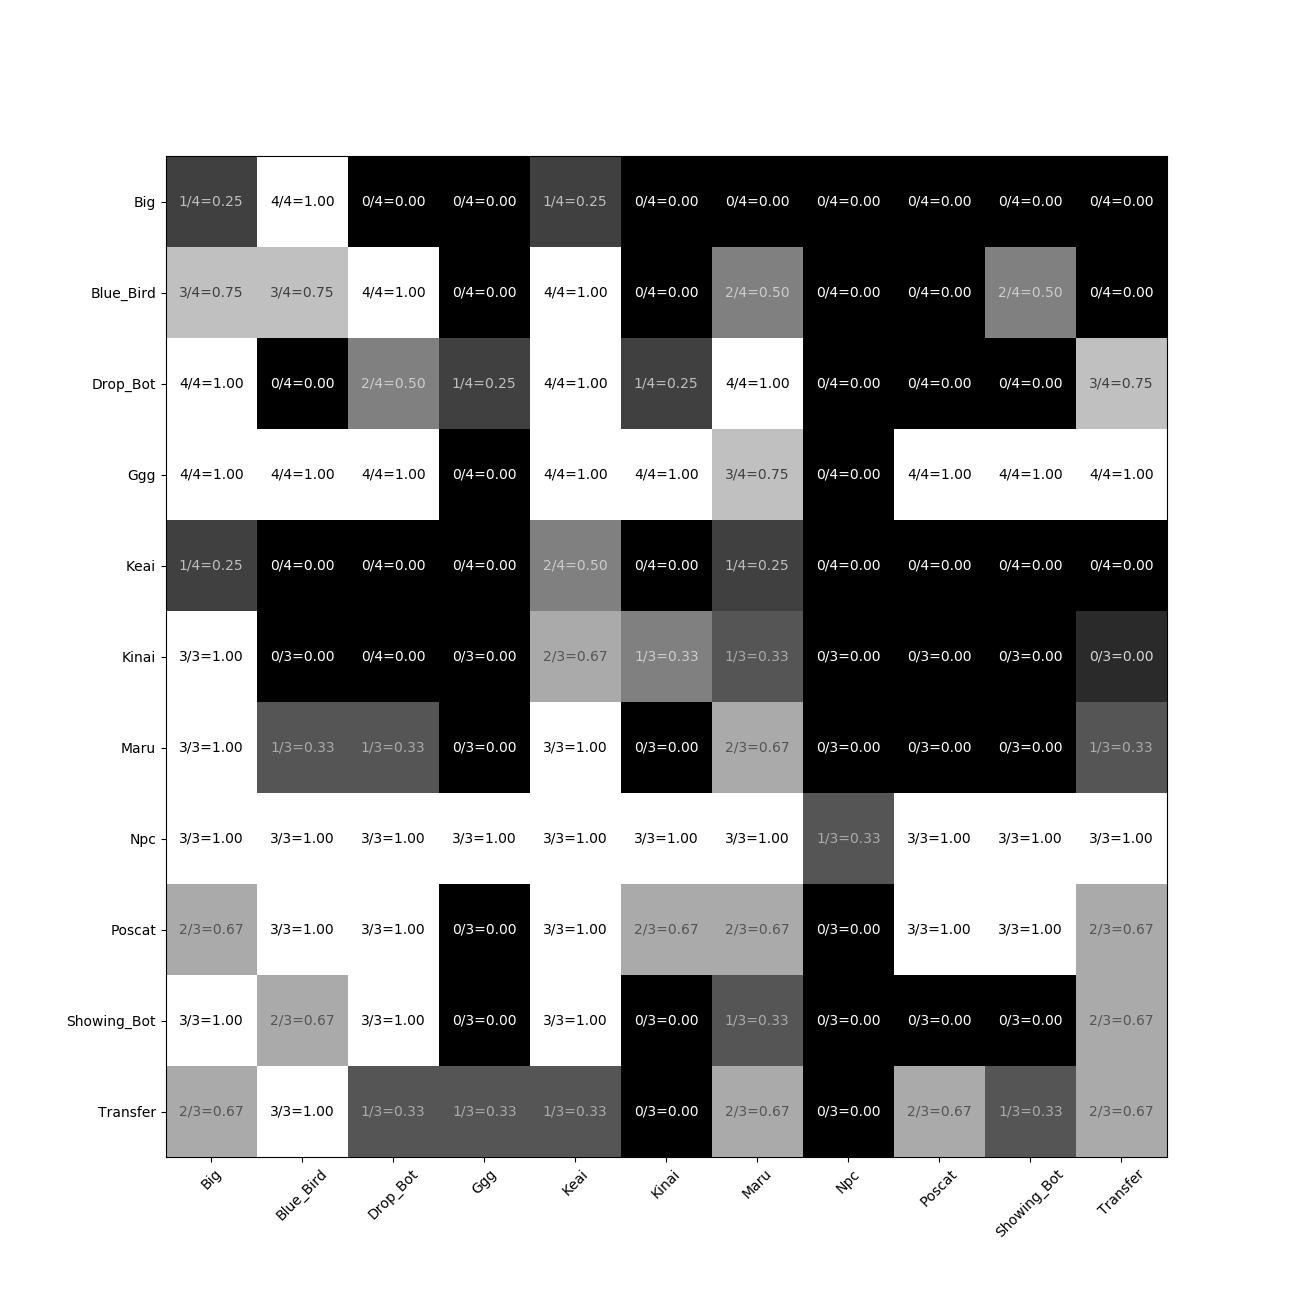 Big 1/4=0.25 4/4=1.00 0/4=0.00 0/4=0.00 1/4=0.25 0/4=0.00 0/4=0.00 0/4=0.00 0/4=0.00 0/4=0.00 0/4=0.00
Blue_Bird 3/4=0.75 3/4=0.75 4/4=1.00 0/4=0.00 4/4=1.00 0/4=0.00 2/4=0.50 0/4=0.00 0/4=0.00 2/4=0.50 0/4=0.00
Drop_Bot 4/4=1.00 0/4=0.00 2/4=0.50 1/4=0.25 4/4=1.00 1/4=0.25 4/4=1.00 0/4=0.00 0/4=0.00 0/4=0.00 3/4=0.75
Ggg 4/4=1.00 4/4=1.00 4/4=1.00 0/4=0.00 4/4=1.00 4/4=1.00 3/4=0.75 0/4=0.00 4/4=1.00 4/4=1.00 4/4=1.00
Keai 1/4=0.25 0/4=0.00 0/4=0.00 0/4=0.00 2/4=0.50 0/4=0.00 1/4=0.25 0/4=0.00 0/4=0.00 0/4=0.00 0/4=0.00
Kinai 3/3=1.00 0/3=0.00 0/4=0.00 0/3=0.00 2/3=0.67 1/3=0.33 1/3=0.33 0/3=0.00 0/3=0.00 0/3=0.00 0/3=0.00
Maru 3/3=1.00 1/3=0.33 1/3=0.33 0/3=0.00 3/3=1.00 0/3=0.00 2/3=0.67 0/3=0.00 0/3=0.00 0/3=0.00 1/3=0.33
Npc 3/3=1.00 3/3=1.00 3/3=1.00 3/3=1.00 3/3=1.00 3/3=1.00 3/3=1.00 1/3=0.33 3/3=1.00 3/3=1.00 3/3=1.00
Poscat 2/3=0.67 3/3=1.00 3/3=1.00 0/3=0.00 3/3=1.00 2/3=0.67 2/3=0.67 0/3=0.00 3/3=1.00 3/3=1.00 2/3=0.67
Showing_Bot 3/3=1.00 2/3=0.67 3/3=1.00 0/3=0.00 3/3=1.00 0/3=0.00 1/3=0.33 0/3=0.00 0/3=0.00 0/3=0.00 2/3=0.67
Transfer 2/3=0.67 3/3=1.00 1/3=0.33 1/3=0.33 1/3=0.33 0/3=0.00 2/3=0.67 0/3=0.00 2/3=0.67 1/3=0.33 2/3=0.67
Big Blue_Bird Drop_Bot Ggg Keai Kinai Maru Npc Poscat Showing_Bot Transfer